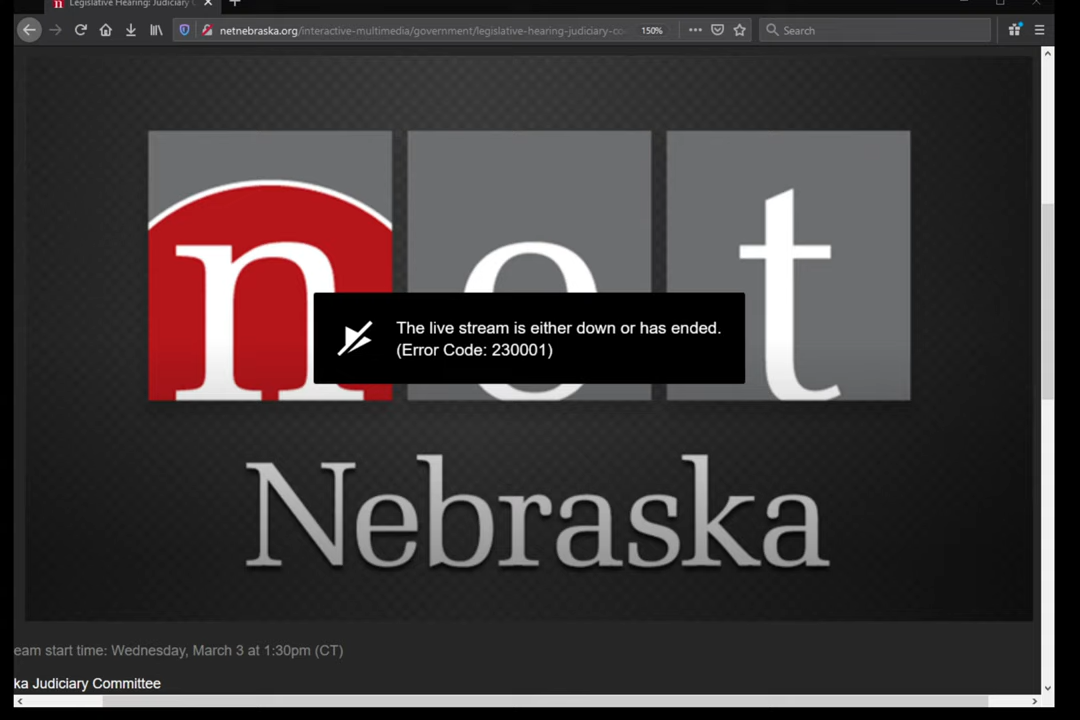 Legislative Hearing: Judiciary C
netnebraska.org/interactive-multimedia/government/legislative-hearing-judiciary-co
150%
Search
net
The live stream is either down or has ended.
(Error Code: 230001)
Nebraska
eam start time: Wednesday, March 3 at 1:30pm (CT)
ka Judiciary Committee